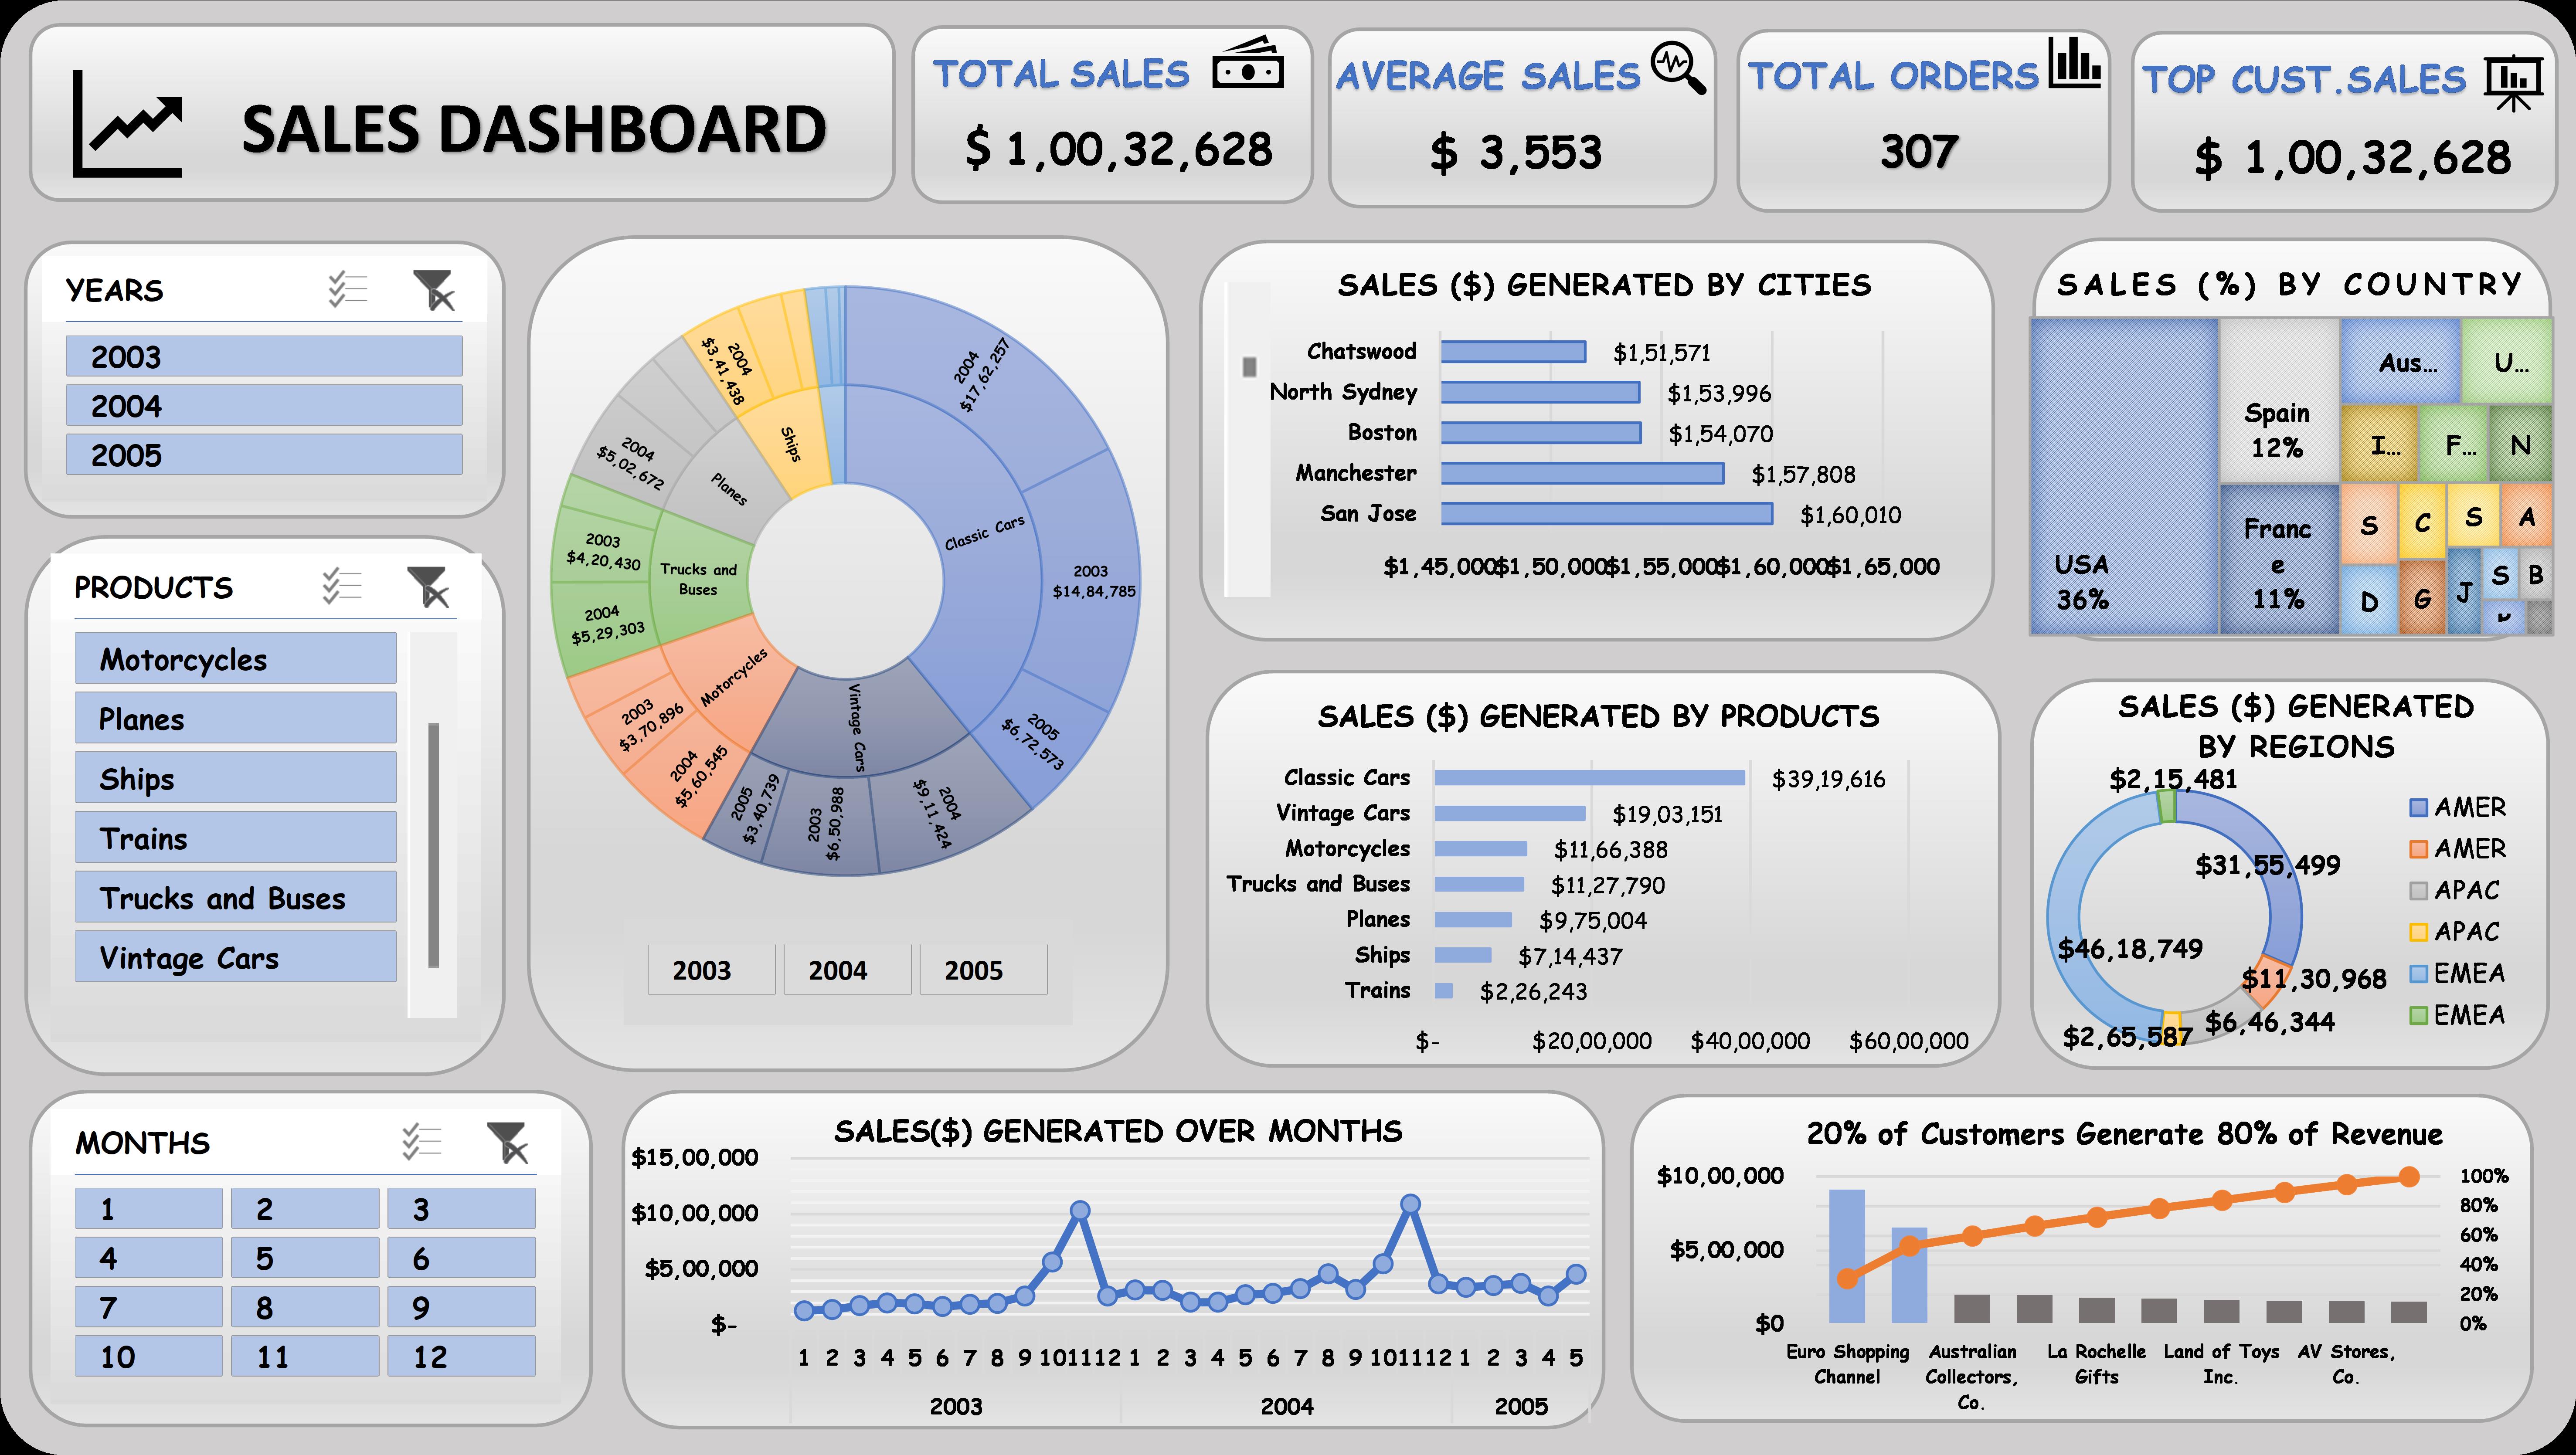 SALES DASHBOARD
TOTAL SALES
$ 1,00,32,628
AVERAGE SALES
$ 3,553
TOTAL ORDERS
307
TOP CUST.SALES
$ 1,00,32,628
YEARS
2003
2004
2005
PRODUCTS
Motorcycles
Planes
Ships
Trains
Trucks and Buses
Vintage Cars
2004
$17,62,257
2003
$14,84,785
2005
$6,72,573
Classic Cars
2004
$9,11,424
2003
$6,50,988
2005
$3,40,739
Vintage Cars
2004
$5,60,545
2003
$3,70,896
Motorcycles
2004
$5,29,303
2003
$4,20,430
Trucks and
Buses
2004
$5,02,672
Planes
2004
$3,41,438
Ships
2003
2004
2005
SALES ($) GENERATED BY CITIES
Chatswood
$1,51,571
North Sydney
$1,53,996
Boston
$1,54,070
Manchester
$1,57,808
San Jose
$1,60,010
$1,45,000
$1,50,000
$1,55,000
$1,60,000
$1,65,000
SALES (%) BY COUNTRY
USA
36%
Spain
12%
Franc
e
11%
Aus...
U...
I...
F...
N
S
C
S
A
D
G
J
S
B
SALES ($) GENERATED BY PRODUCTS
Classic Cars
$39,19,616
Vintage Cars
$19,03,151
Motorcycles
$11,66,388
Trucks and Buses
$11,27,790
Planes
$9,75,004
Ships
$7,14,437
Trains
$2,26,243
$-
$20,00,000
$40,00,000
$60,00,000
SALES ($) GENERATED
BY REGIONS
$2,15,481
$31,55,499
$46,18,749
$11,30,968
$6,46,344
$2,65,587
AMER
AMER
APAC
APAC
EMEA
EMEA
MONTHS
1
2
3
4
5
6
7
8
9
10
11
12
SALES($) GENERATED OVER MONTHS
$15,00,000
$10,00,000
$5,00,000
$-
1 2 3 4 5 6 7 8 9 10 11 12 1 2 3 4 5 6 7 8 9 10 11 12 1 2 3 4 5
2003
2004
2005
20% of Customers Generate 80% of Revenue
$10,00,000
$5,00,000
$0
100%
80%
60%
40%
20%
0%
Euro Shopping
Channel
Australian
Collectors,
Co.
La Rochelle
Gifts
Land of Toys
Inc.
AV Stores,
Co.